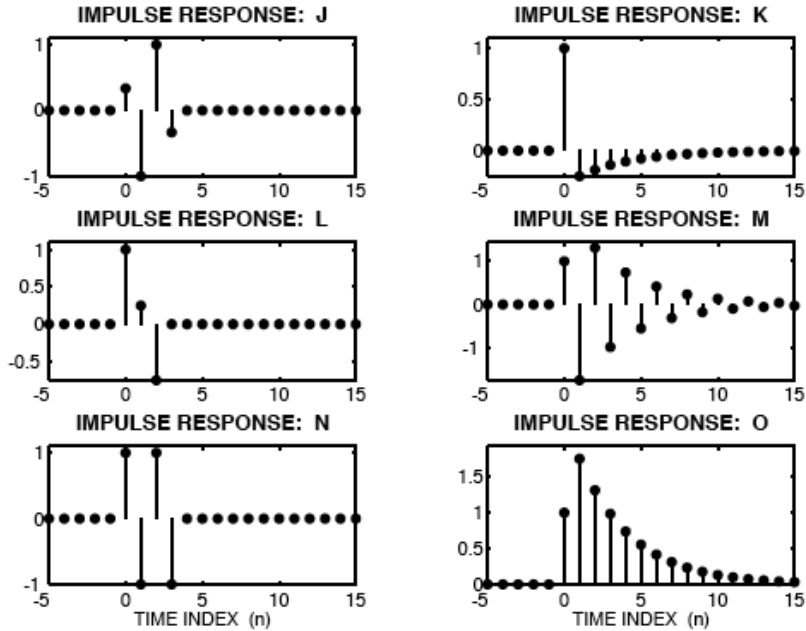 IMPULSE RESPONSE: J
1
0
-1
-5 0 5 10 15
IMPULSE RESPONSE: K
1
0.5
0
-5 0 5 10 15
IMPULSE RESPONSE: L
1
0.5
0
-0.5
-5 0 5 10 15
IMPULSE RESPONSE: M
1
0
-1
-5 0 5 10 15
IMPULSE RESPONSE: N
1
0
-1
-5 0 5 10 15
TIME INDEX (n)
IMPULSE RESPONSE: O
1.5
1
0.5
0
-5 0 5 10 15
TIME INDEX (n)